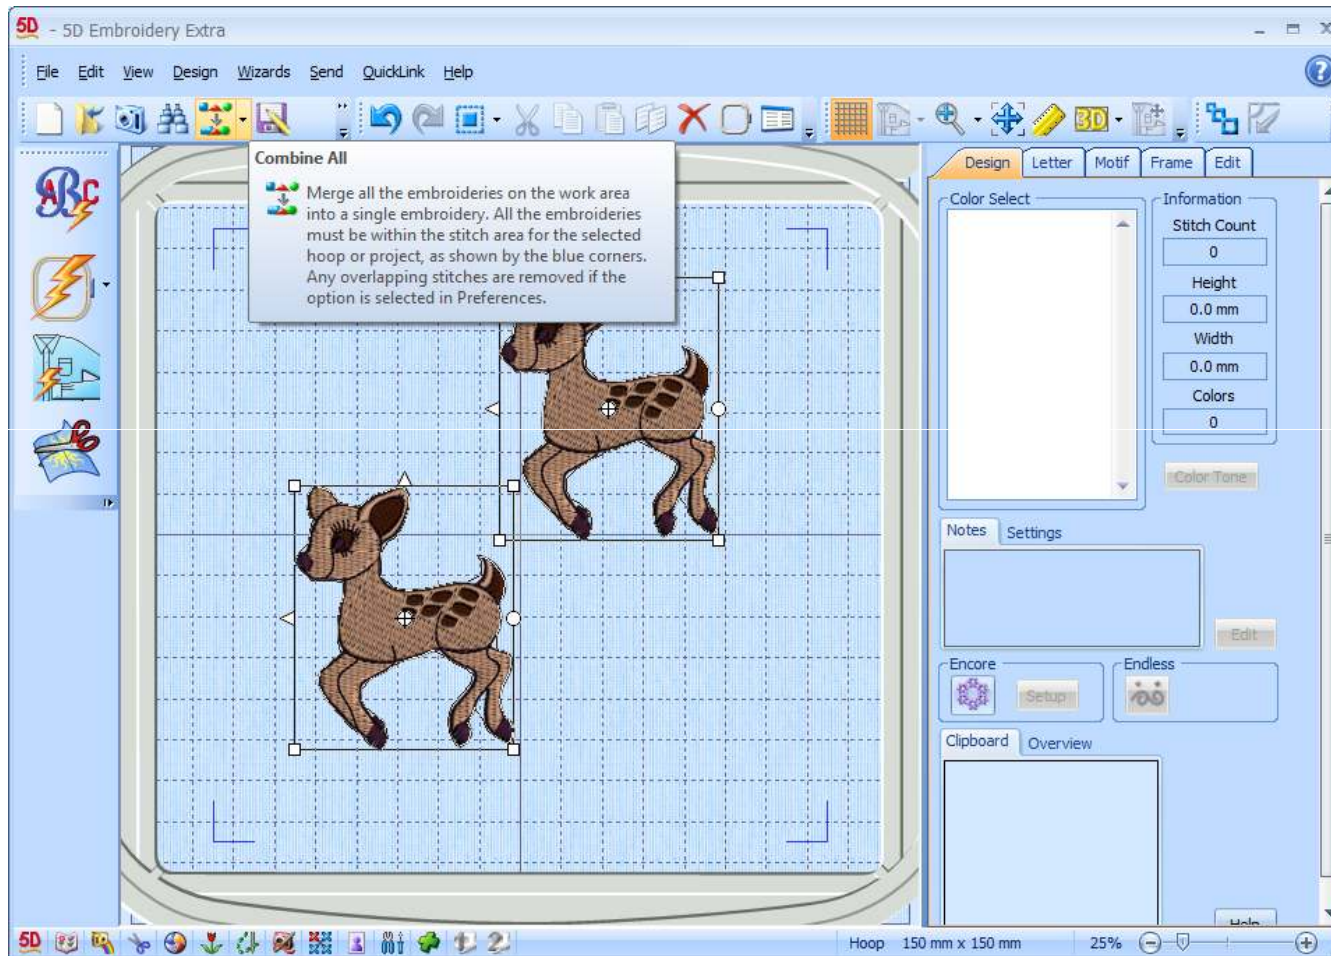 5D - 5D Embroidery Extra
File Edit View Design Wizards Send QuickLink Help
3D
Combine All
Merge all the embroideries on the work area
into a single embroidery. All the embroideries
must be within the stitch area for the selected
hoop or project, as shown by the blue corners.
Any overlapping stitches are removed if the
option is selected in Preferences.
ABC
Design Letter Motif Frame Edit
Color Select
Information
Stitch Count
0
Height
0.0 mm
Width
0.0 mm
Colors
0
Color Tone
Notes Settings
Edit
Encore
Setup
Endless
Clipboard Overview
Help
5D
1 2
Hoop 150 mm x 150 mm 25%